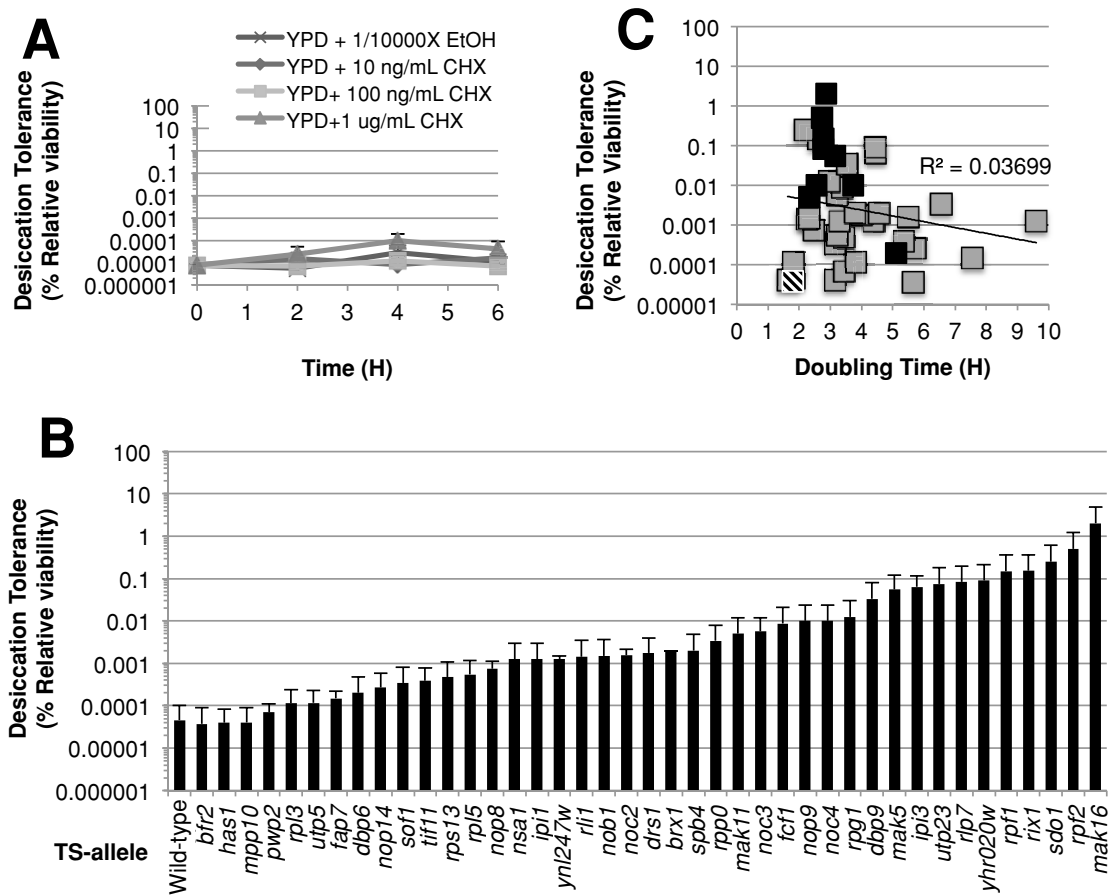 A
YPD + 1/10000X EtOH
YPD + 10 ng/mL CHX
YPD+ 100 ng/mL CHX
YPD+1 ug/mL CHX
Desiccation Tolerance
(% Relative viability)
100
10
1
0.1
0.01
0.001
0.0001
0.00001
0.000001
0 1 2 3 4 5 6
Time (H)
C
Desiccation Tolerance
(% Relative Viability)
100
10
1
0.1
0.01
0.001
0.0001
0.00001
R² = 0.03699
0 1 2 3 4 5 6 7 8 9 10
Doubling Time (H)
B
Desiccation Tolerance
(% Relative viability)
100
10
1
0.1
0.01
0.001
0.0001
0.00001
0.000001
TS-allele
Wild-type
bfr2
has1
mpp10
pwp2
rpl3
utp5
fap7
dbp6
nop14
sof1
tif11
rps13
rpl5
nop8
nsa1
ipi1
ynl247w
rli1
nob1
noc2
drs1
brx1
spb4
rpp0
mak11
noc3
fcf1
nop9
noc4
rpg1
dbp9
mak5
ipi3
utp23
rlp7
yhr020w
rpf1
rix1
sdo1
rpf2
mak16